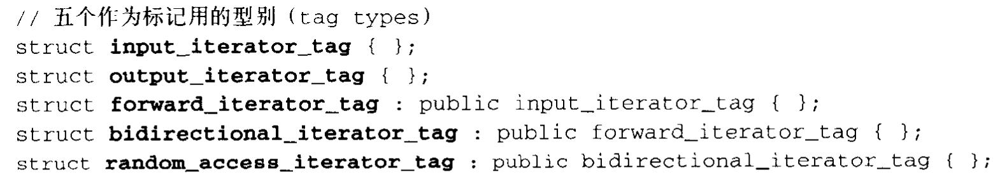 // 五个作为标记用的型别 (tag types)
struct input_iterator_tag { };
struct output_iterator_tag { };
struct forward_iterator_tag : public input_iterator_tag { };
struct bidirectional_iterator_tag : public forward_iterator_tag { };
struct random_access_iterator_tag : public bidirectional_iterator_tag { };